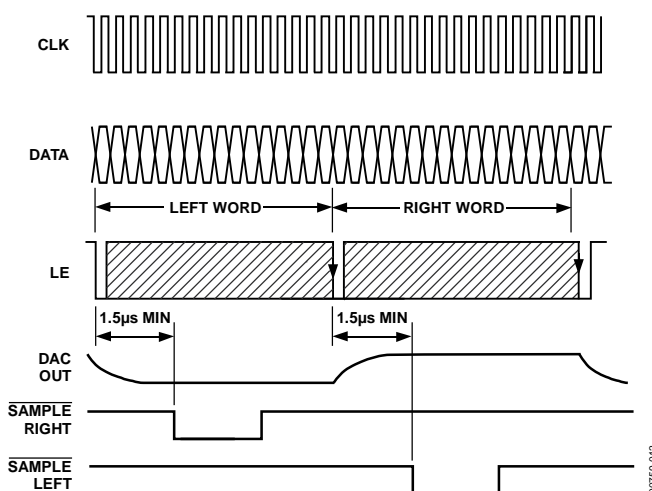 CLK
DATA
LEFT WORD
RIGHT WORD
LE
1.5µs MIN
1.5µs MIN
DAC
OUT
SAMPLE
RIGHT
SAMPLE
LEFT